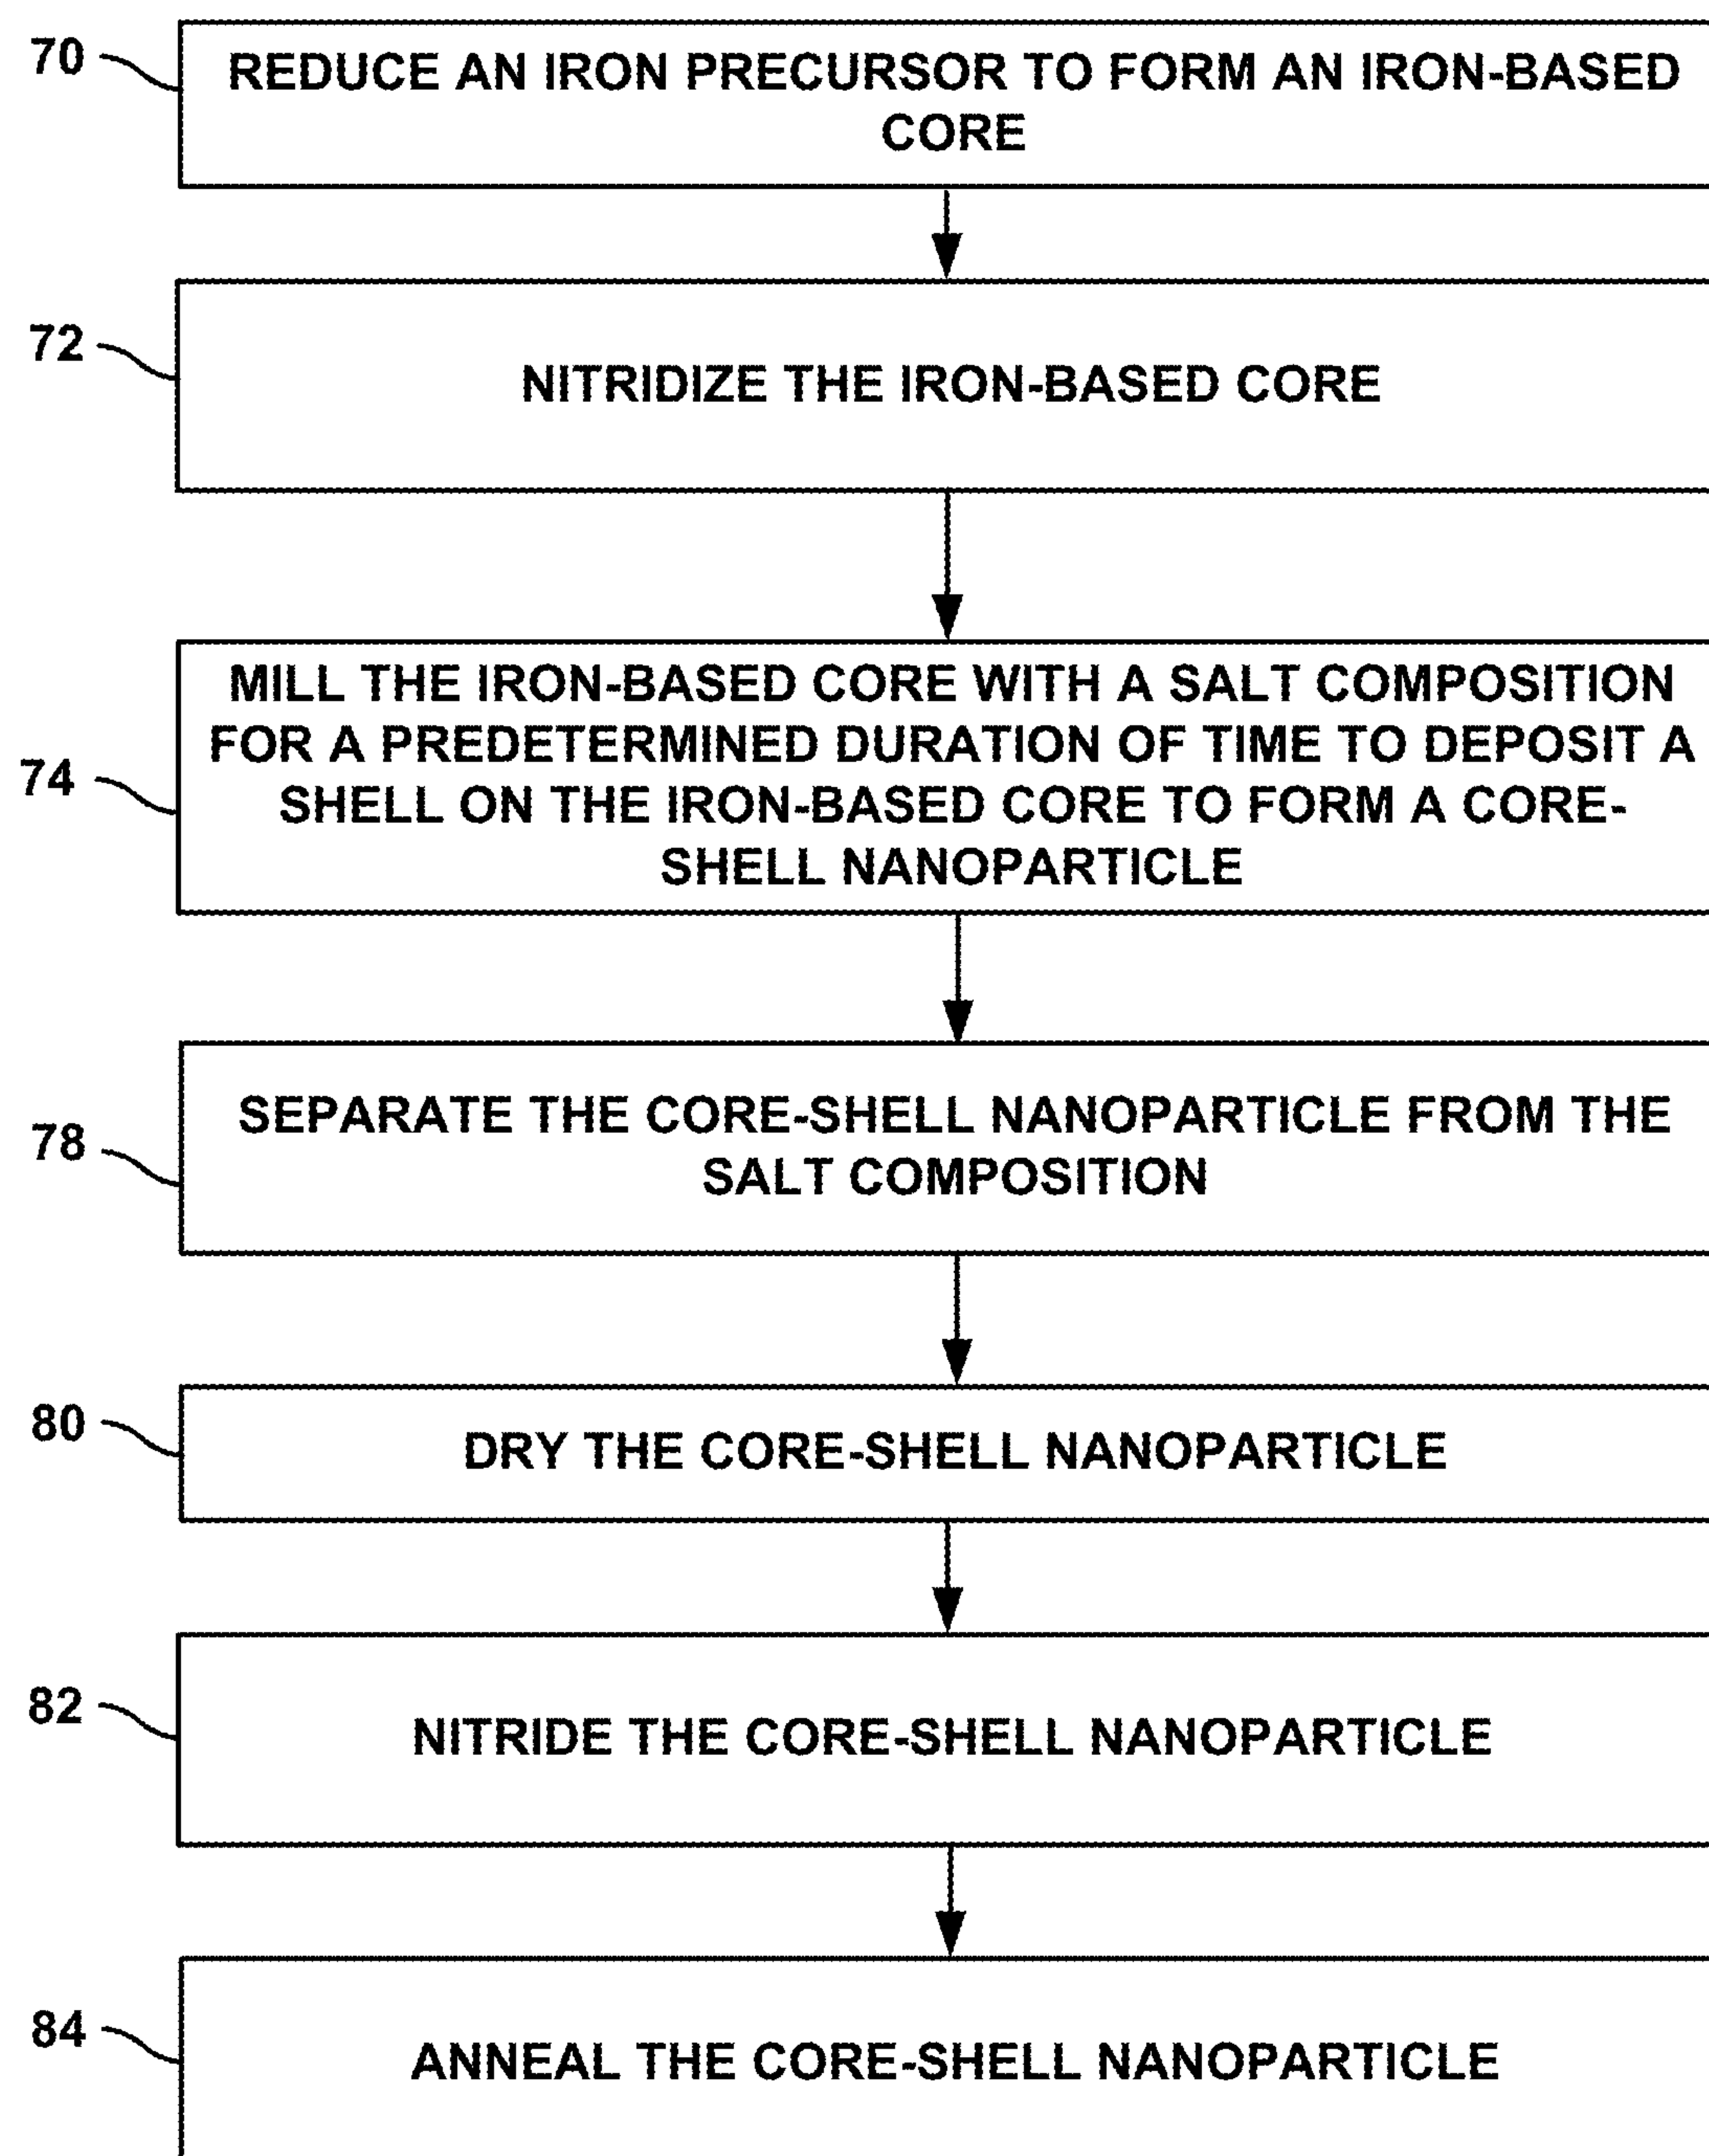 70
REDUCE AN IRON PRECURSOR TO FORM AN IRON-BASED
CORE
72
NITRIDIZE THE IRON-BASED CORE
74
MILL THE IRON-BASED CORE WITH A SALT COMPOSITION
FOR A PREDETERMINED DURATION OF TIME TO DEPOSIT A
SHELL ON THE IRON-BASED CORE TO FORM A CORE-
SHELL NANOPARTICLE
78
SEPARATE THE CORE-SHELL NANOPARTICLE FROM THE
SALT COMPOSITION
80
DRY THE CORE-SHELL NANOPARTICLE
82
NITRIDE THE CORE-SHELL NANOPARTICLE
84
ANNEAL THE CORE-SHELL NANOPARTICLE